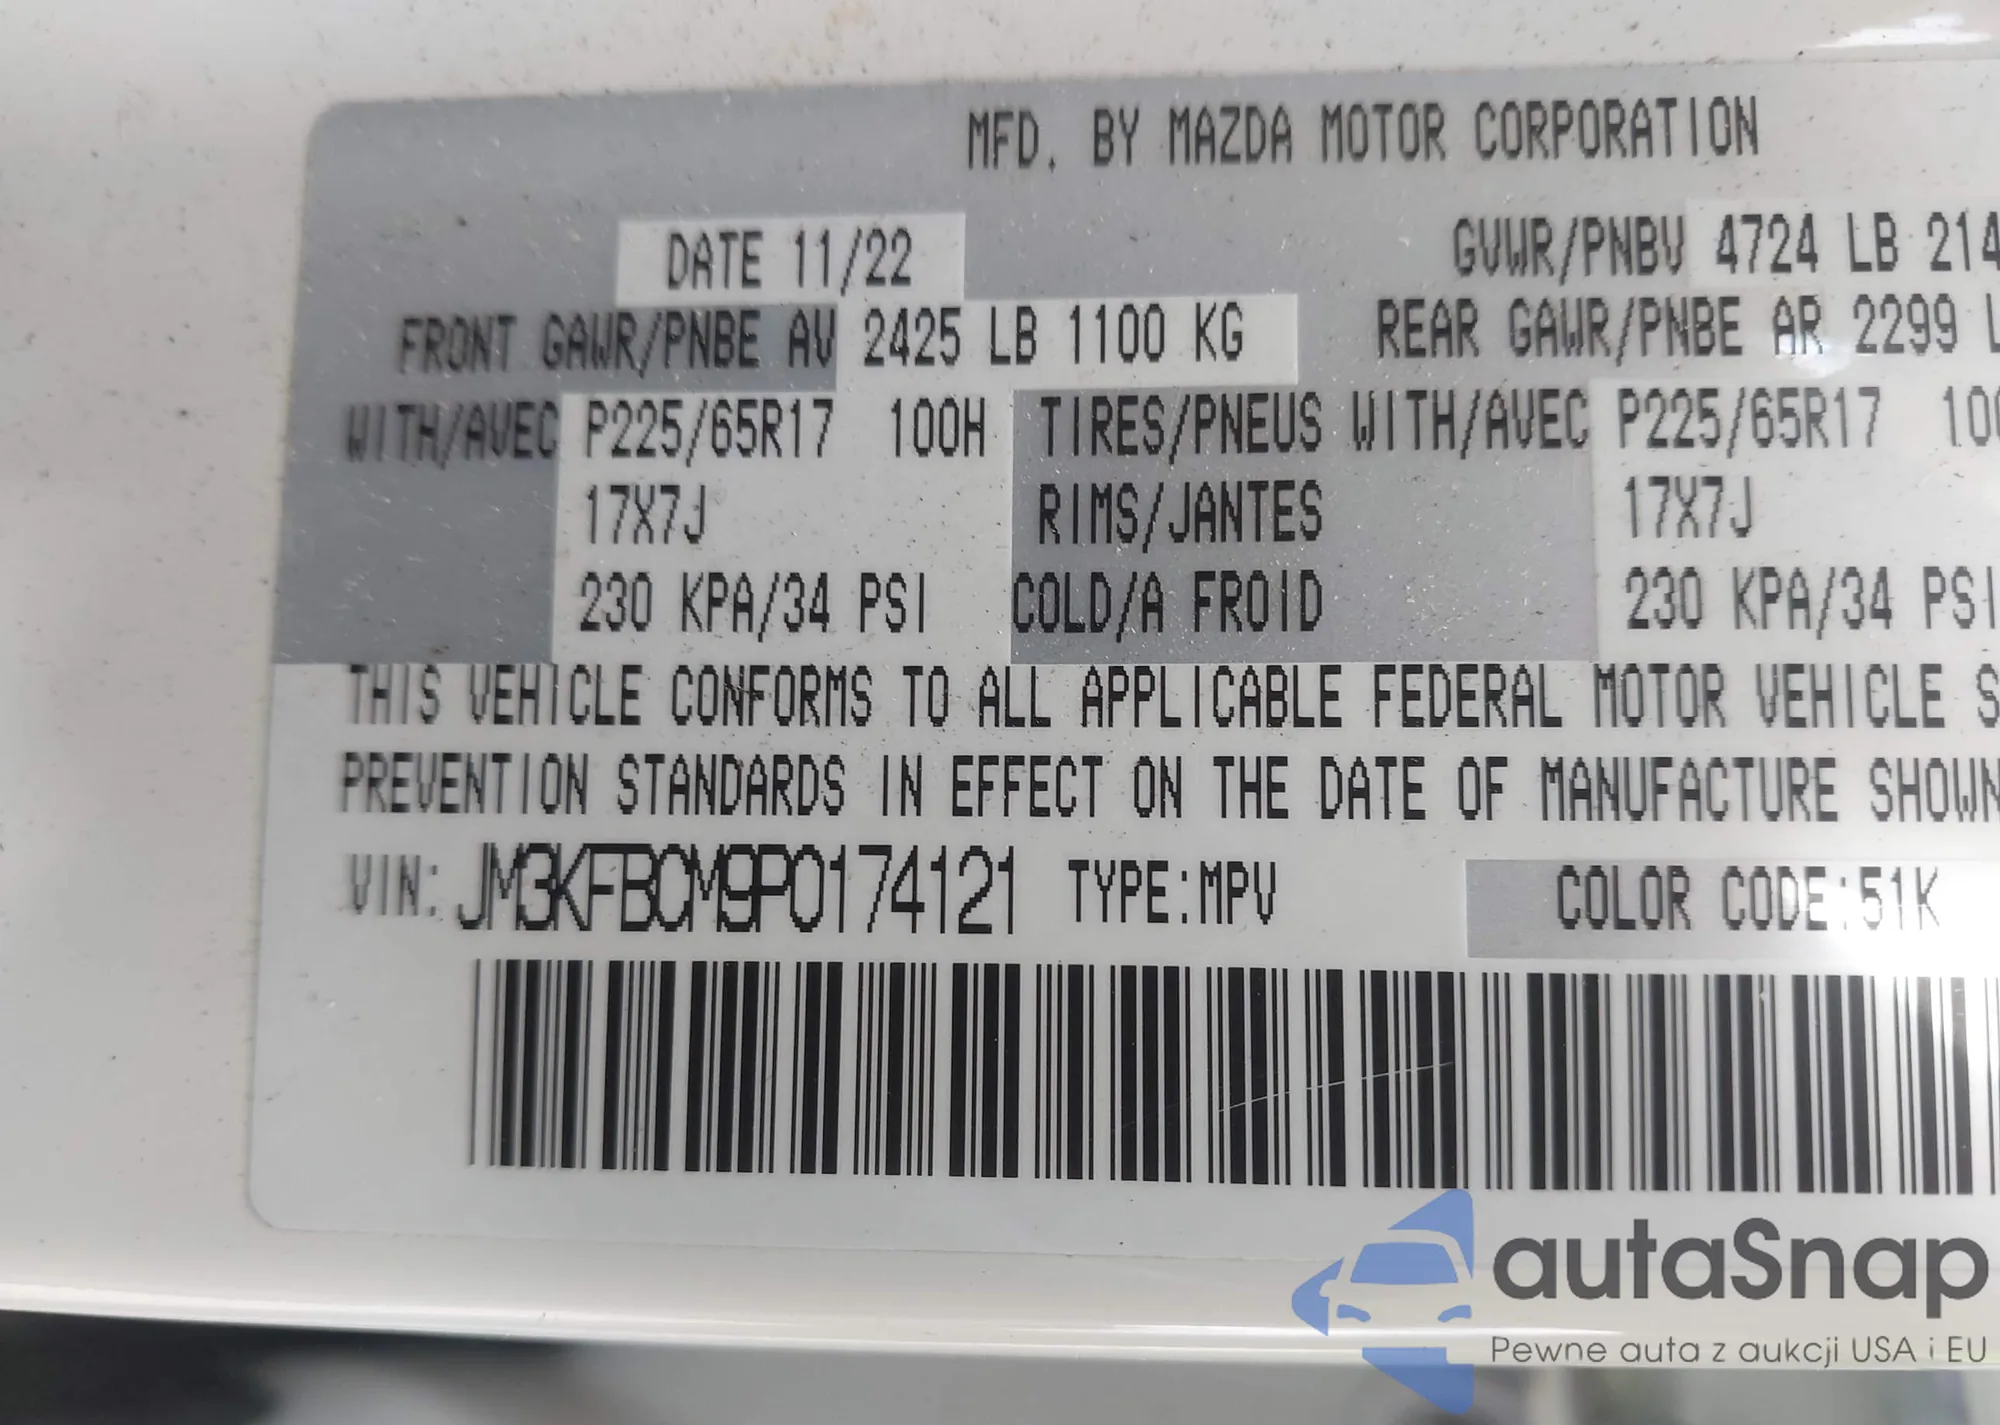 MFD. BY MAZDA MOTOR CORPORATION
DATE 11/22 GVWR/PNBV 4724 LB 214
FRONT GAWR/PNBE AV 2425 LB 1100 KG REAR GAWR/PNBE AR 2299 L
WITH/AVEC P225/65R17 100H TIRES/PNEUS WITH/AVEC P225/65R17 100
17X7J RIMS/JANTES 17X7J
230 KPA/34 PSI COLD/A FROID 230 KPA/34 PSI
THIS VEHICLE CONFORMS TO ALL APPLICABLE FEDERAL MOTOR VEHICLE S
PREVENTION STANDARDS IN EFFECT ON THE DATE OF MANUFACTURE SHOWN
VIN: JM3KFBCM9P0174121 TYPE:MPV COLOR CODE:51K
autaSnap
Pewne auta z aukcji USA i EU